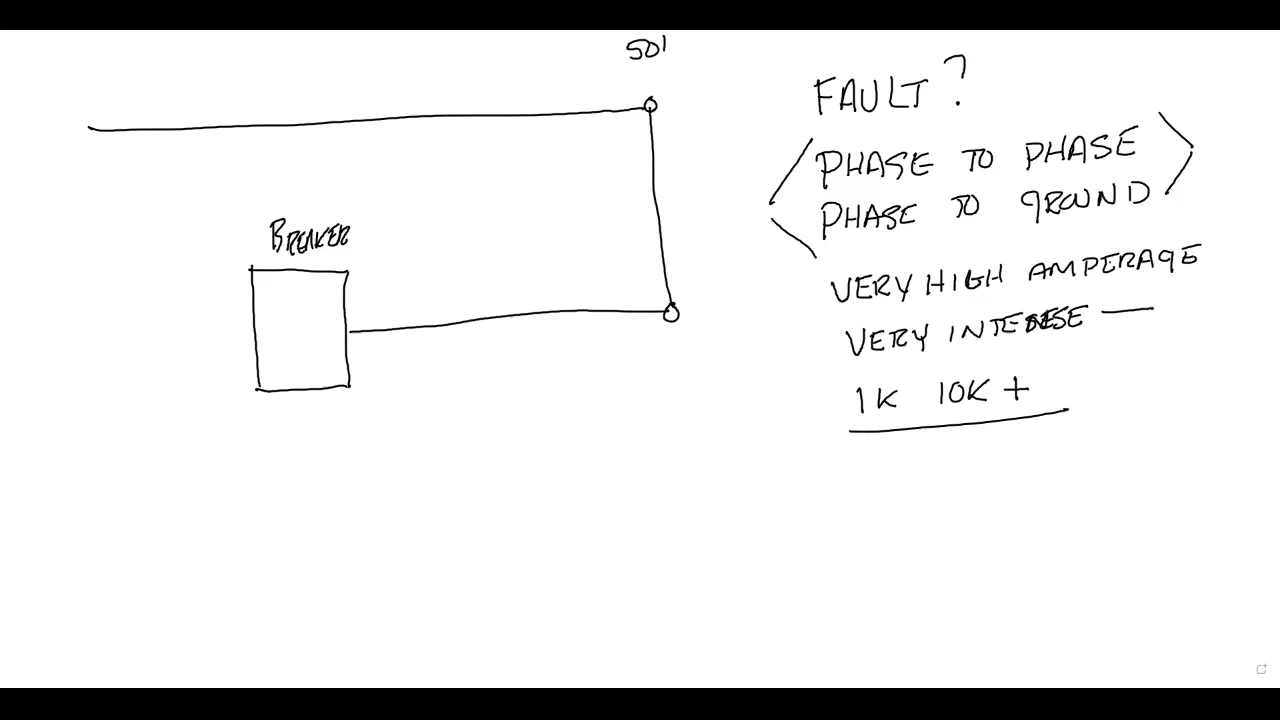 50'
BREAKER
FAULT?
PHASE TO PHASE
PHASE TO GROUND
VERY HIGH AMPERAGE
VERY INTENSE —
1K 10K +